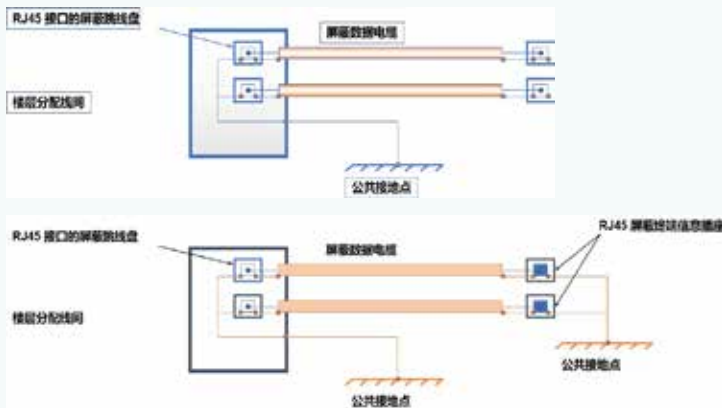 RJ45 接口的屏蔽跳线盘
屏蔽数据电缆
楼层分配线间
公共接地点
RJ45 接口的屏蔽跳线盘
屏蔽数据电缆
RJ45 屏蔽终端信息插座
楼层分配线间
公共接地点
公共接地点